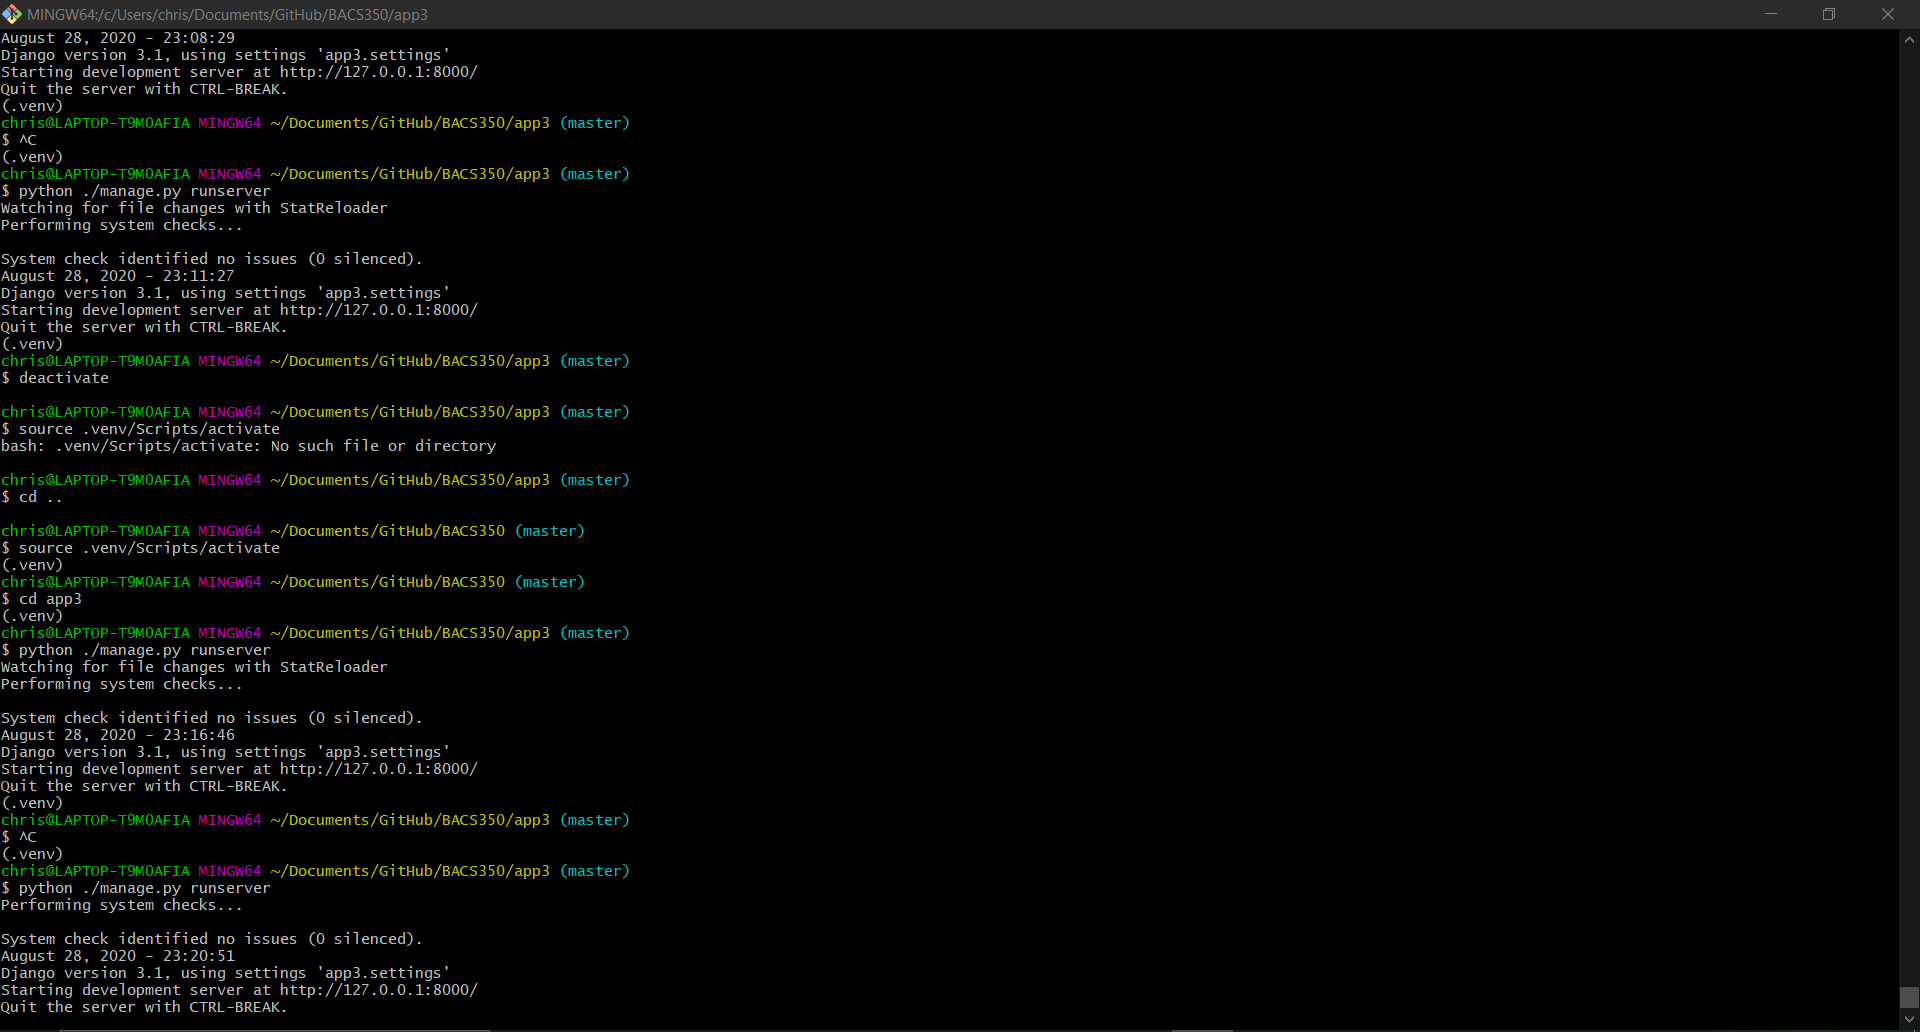 MINGW64:/c/Users/chris/Documents/GitHub/BACS350/app3
August 28, 2020 - 23:08:29
Django version 3.1, using settings 'app3.settings'
Starting development server at http://127.0.0.1:8000/
Quit the server with CTRL-BREAK.
(.venv)
chris@LAPTOP-T9MOAFIA MINGW64 ~/Documents/GitHub/BACS350/app3 (master)
$ ^C
(.venv)
chris@LAPTOP-T9MOAFIA MINGW64 ~/Documents/GitHub/BACS350/app3 (master)
$ python ./manage.py runserver
Watching for file changes with StatReloader
Performing system checks...

System check identified no issues (0 silenced).
August 28, 2020 - 23:11:27
Django version 3.1, using settings 'app3.settings'
Starting development server at http://127.0.0.1:8000/
Quit the server with CTRL-BREAK.
(.venv)
chris@LAPTOP-T9MOAFIA MINGW64 ~/Documents/GitHub/BACS350/app3 (master)
$ deactivate

chris@LAPTOP-T9MOAFIA MINGW64 ~/Documents/GitHub/BACS350/app3 (master)
$ source .venv/Scripts/activate
bash: .venv/Scripts/activate: No such file or directory

chris@LAPTOP-T9MOAFIA MINGW64 ~/Documents/GitHub/BACS350/app3 (master)
$ cd ..

chris@LAPTOP-T9MOAFIA MINGW64 ~/Documents/GitHub/BACS350 (master)
$ source .venv/Scripts/activate
(.venv)
chris@LAPTOP-T9MOAFIA MINGW64 ~/Documents/GitHub/BACS350 (master)
$ cd app3
(.venv)
chris@LAPTOP-T9MOAFIA MINGW64 ~/Documents/GitHub/BACS350/app3 (master)
$ python ./manage.py runserver
Watching for file changes with StatReloader
Performing system checks...

System check identified no issues (0 silenced).
August 28, 2020 - 23:16:46
Django version 3.1, using settings 'app3.settings'
Starting development server at http://127.0.0.1:8000/
Quit the server with CTRL-BREAK.
(.venv)
chris@LAPTOP-T9MOAFIA MINGW64 ~/Documents/GitHub/BACS350/app3 (master)
$ ^C
(.venv)
chris@LAPTOP-T9MOAFIA MINGW64 ~/Documents/GitHub/BACS350/app3 (master)
$ python ./manage.py runserver
Performing system checks...

System check identified no issues (0 silenced).
August 28, 2020 - 23:20:51
Django version 3.1, using settings 'app3.settings'
Starting development server at http://127.0.0.1:8000/
Quit the server with CTRL-BREAK.